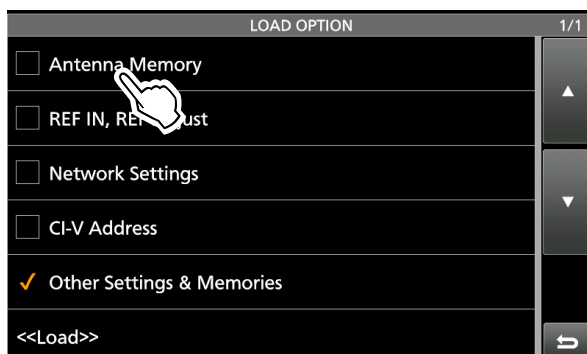 LOAD OPTION 1/1
Antenna Memory
REF IN, REF
Network Settings
CI-V Address
Other Settings & Memories
<<Load>>